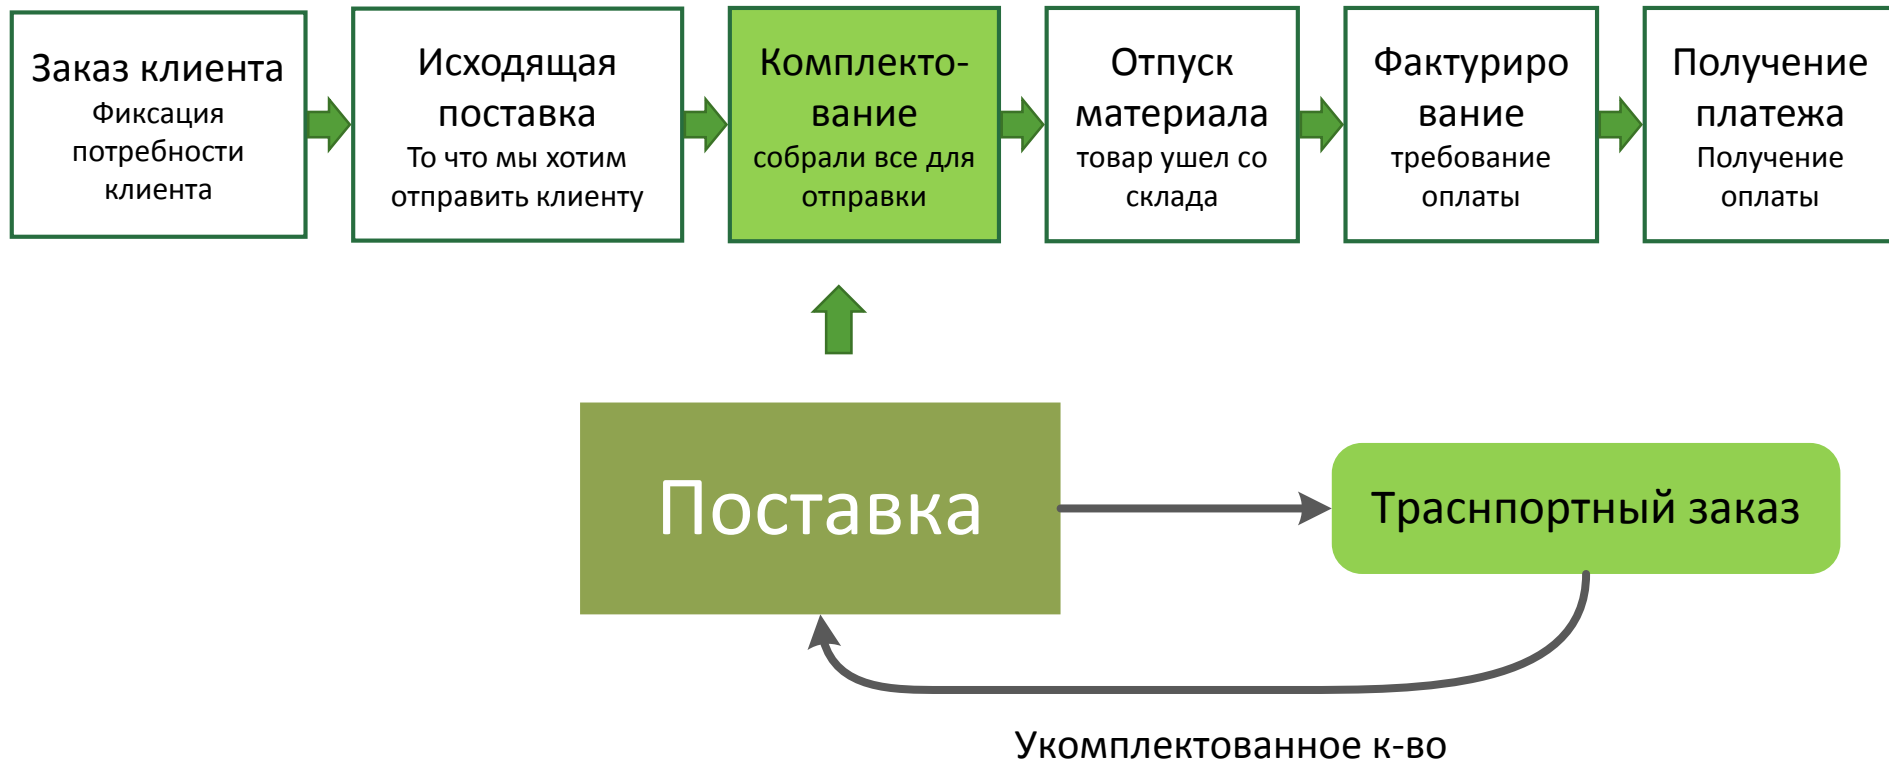 Заказ клиента
Фиксация
потребности
клиента
Исходящая
поставка
То что мы хотим
отправить клиенту
Комплекто-
вание
собрали все для
отправки
Отпуск
материала
товар ушел со
склада
Фактуриро
вание
требование
оплаты
Получение
платежа
Получение
оплаты
Поставка
Траснпортный заказ
Укомплектованное к-во